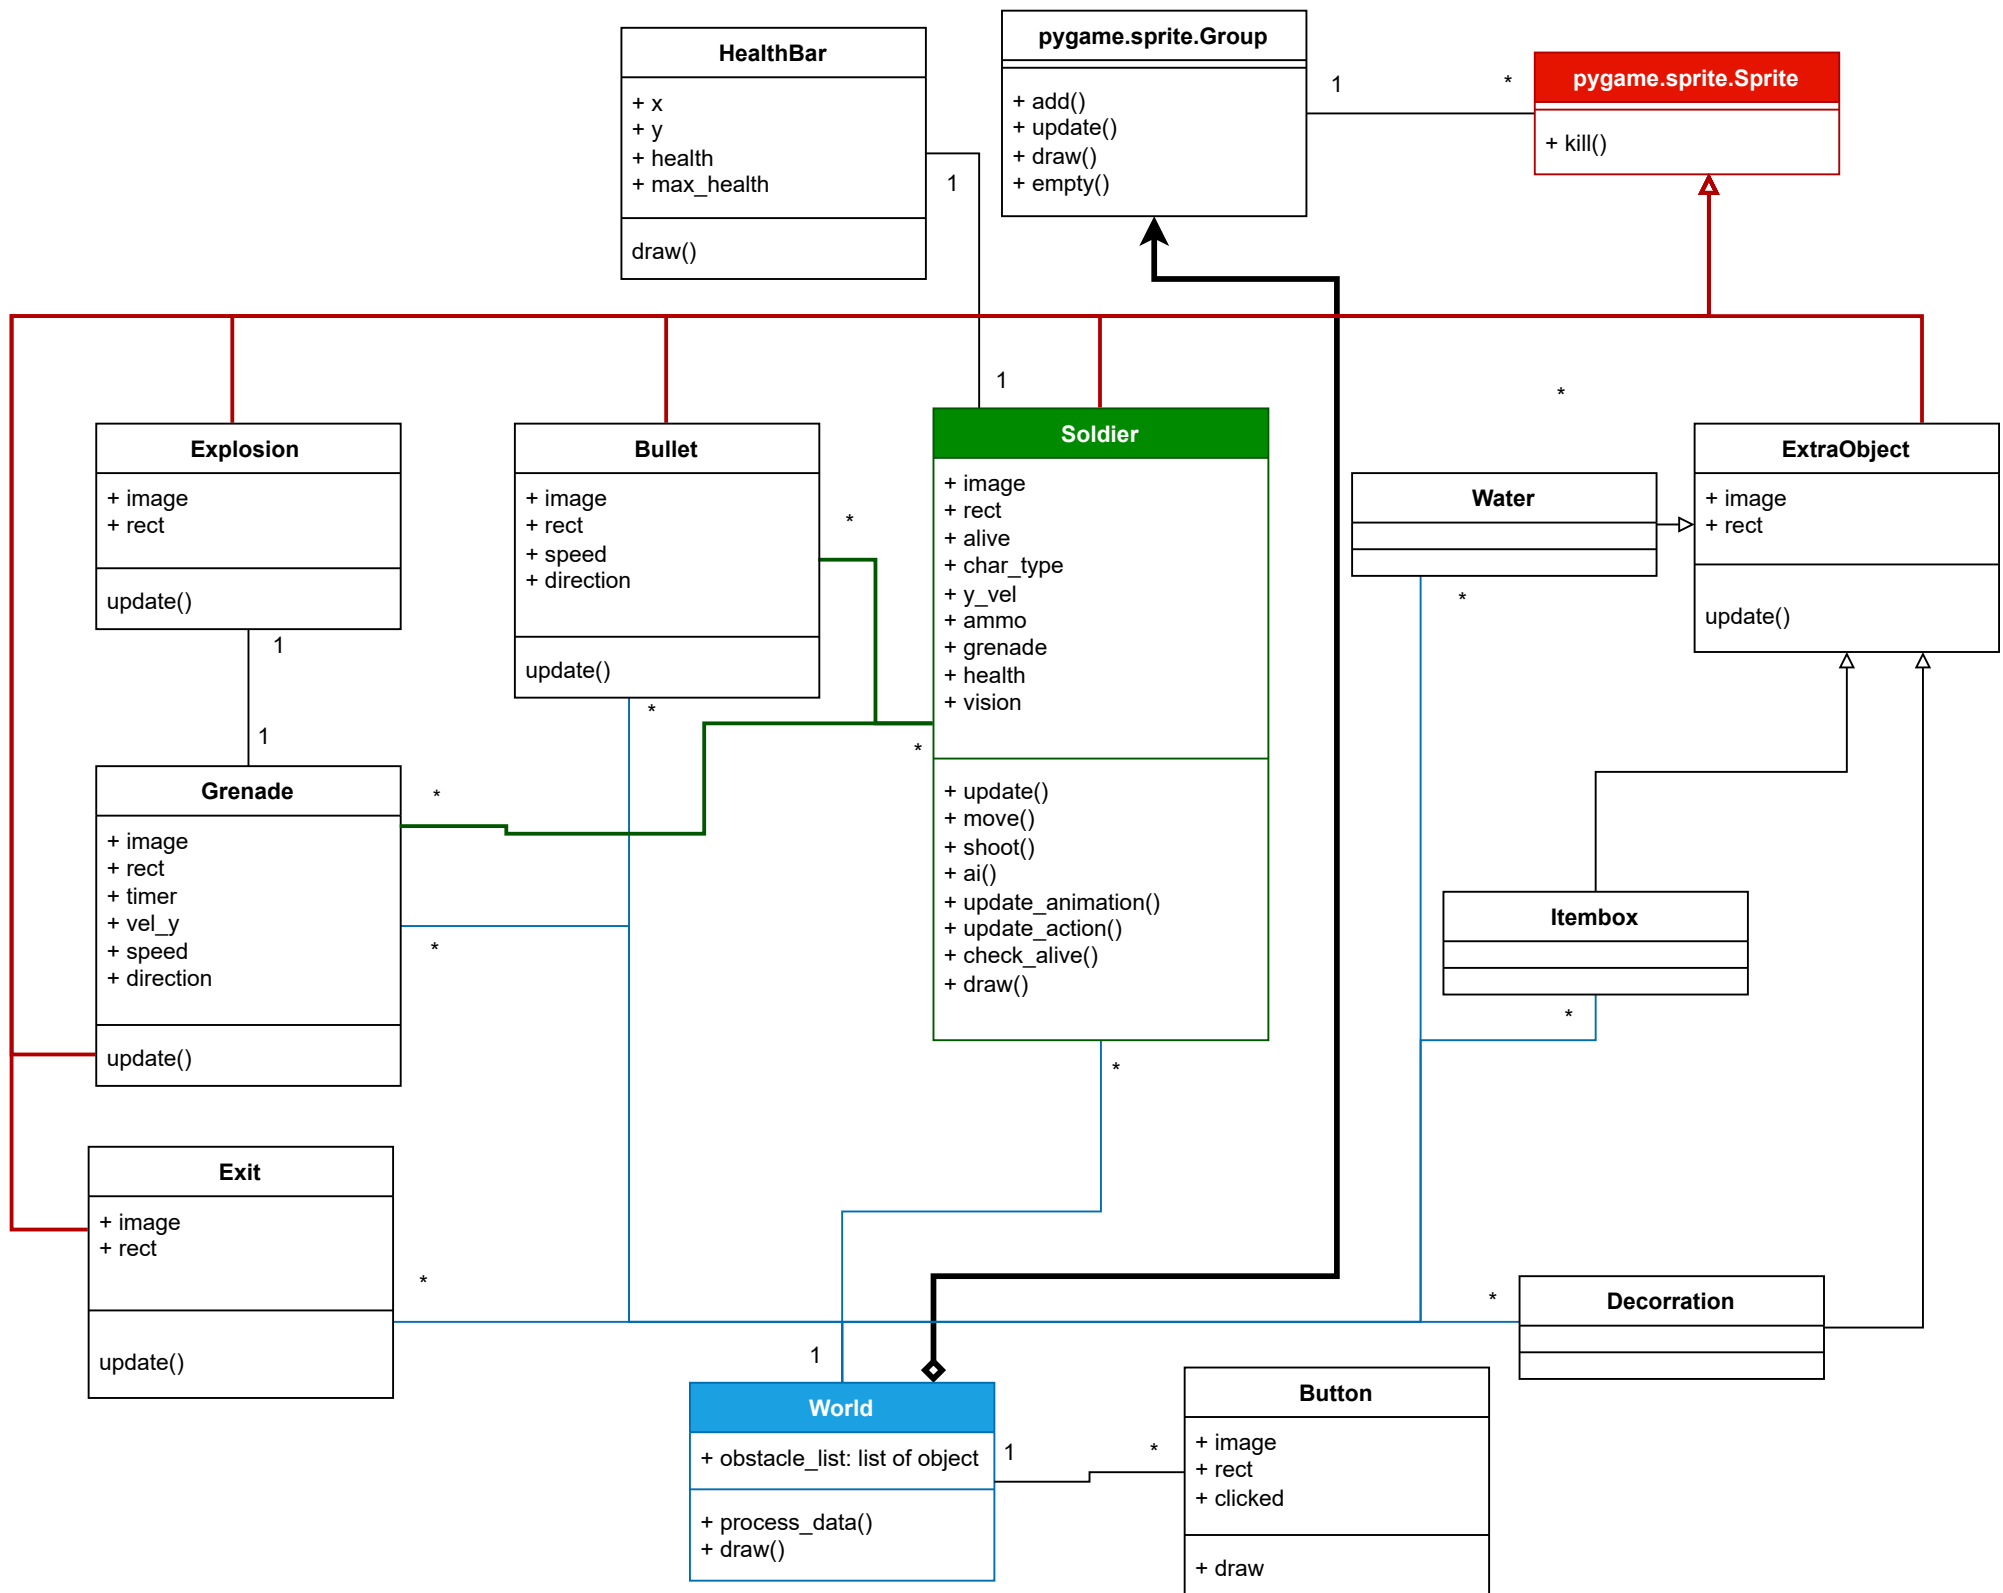 HealthBar
+ x
+ y
+ health
+ max_health
draw()
1
1
pygame.sprite.Group
+ add()
+ update()
+ draw()
+ empty()
1
*
pygame.sprite.Sprite
+ kill()
Explosion
+ image
+ rect
update()
1
1
Bullet
+ image
+ rect
+ speed
+ direction
update()
*
*
Soldier
+ image
+ rect
+ alive
+ char_type
+ y_vel
+ ammo
+ grenade
+ health
+ vision
+ update()
+ move()
+ shoot()
+ ai()
+ update_animation()
+ update_action()
+ check_alive()
+ draw()
*
*
*
Water
*
ExtraObject
+ image
+ rect
update()
Grenade
+ image
+ rect
+ timer
+ vel_y
+ speed
+ direction
update()
*
*
Itembox
*
Exit
+ image
+ rect
update()
*
*
Decorration
1
World
+ obstacle_list: list of object
+ process_data()
+ draw()
1
*
Button
+ image
+ rect
+ clicked
+ draw